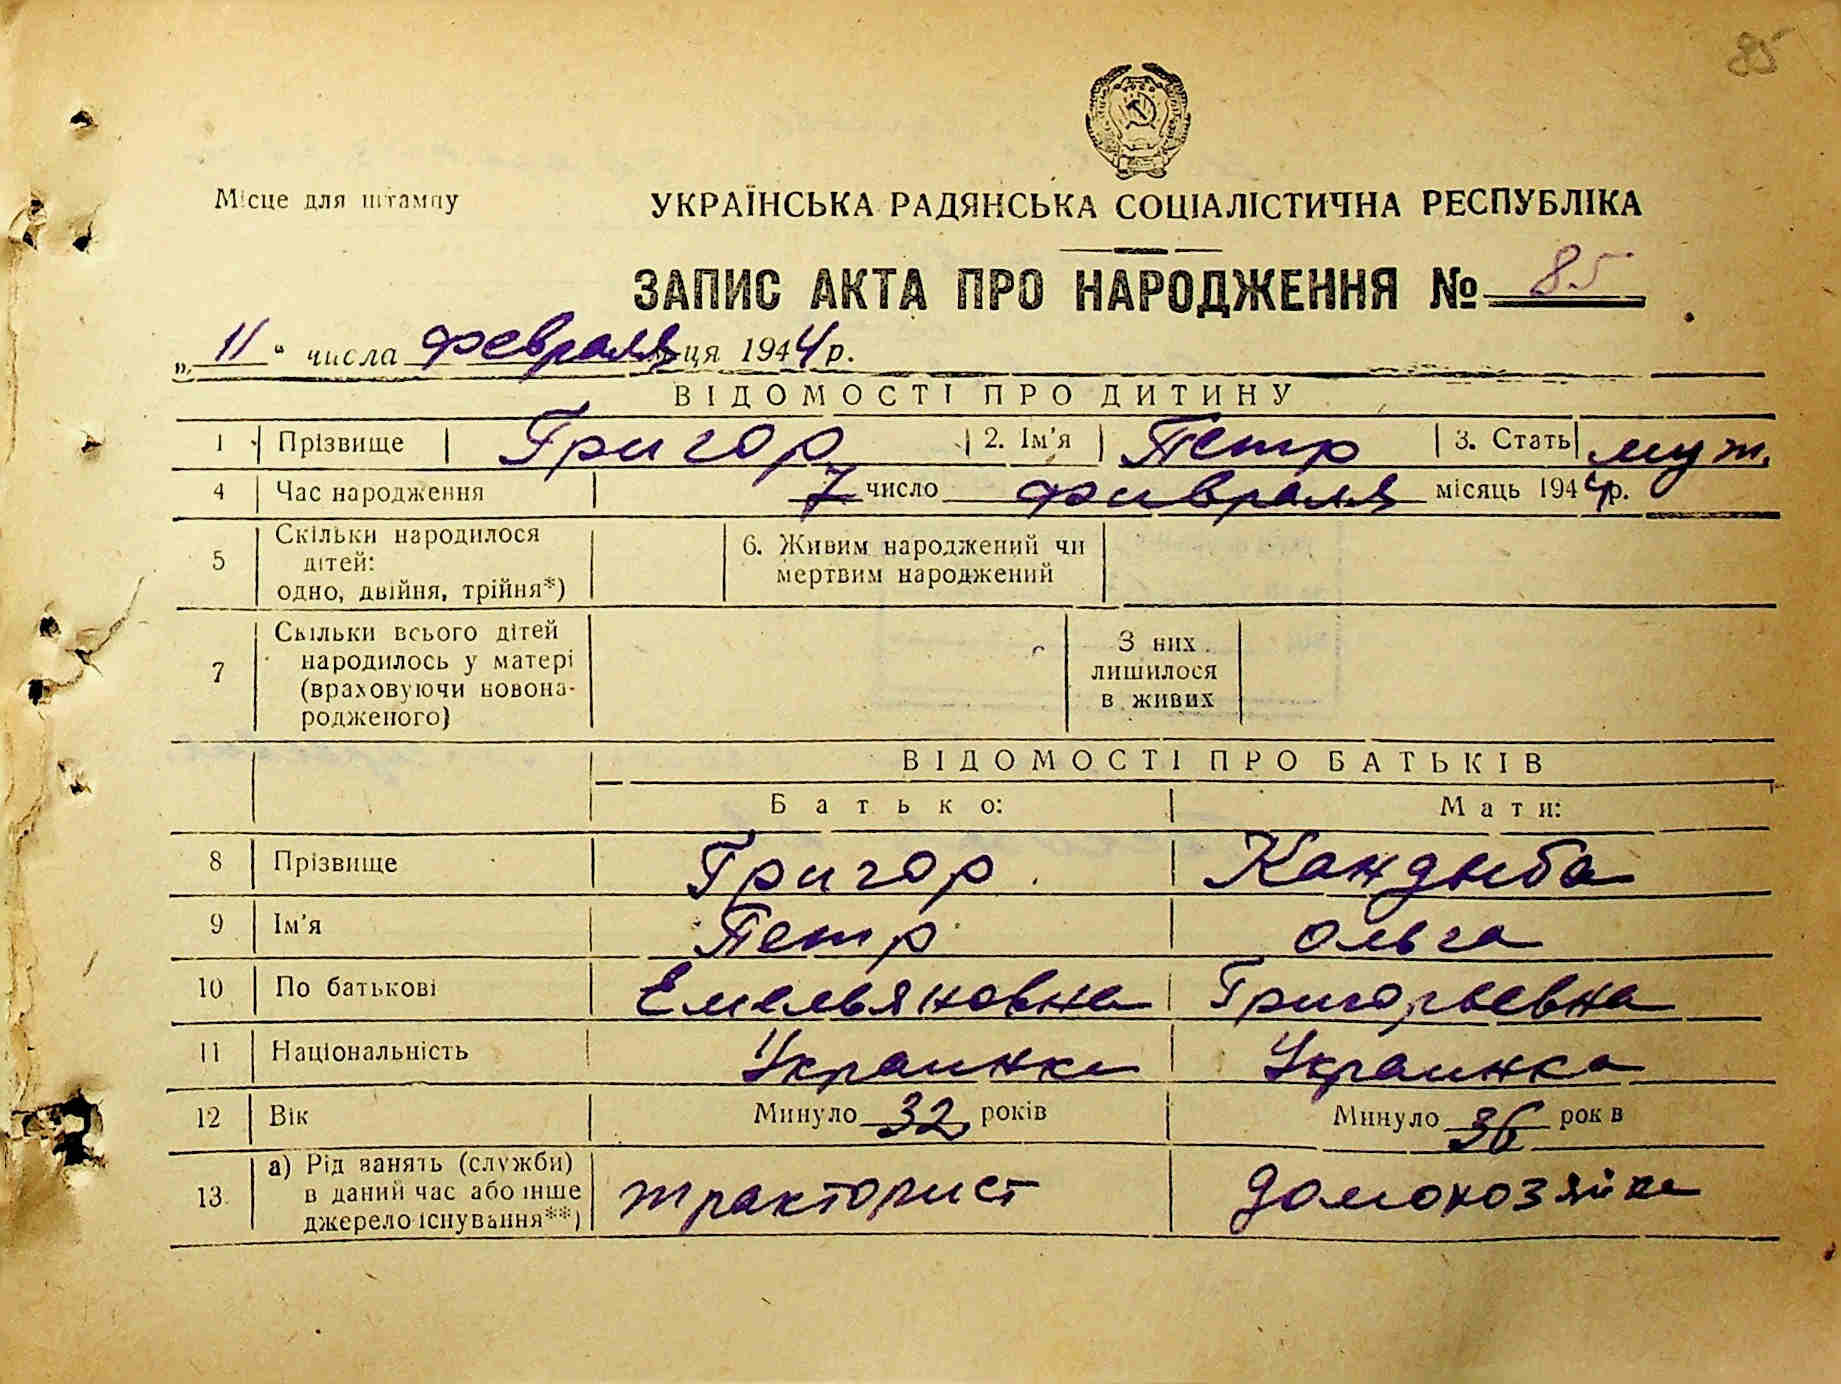 85
Місце для штампу
УКРАЇНСЬКА РАДЯНСЬКА СОЦІАЛІСТИЧНА РЕСПУБЛІКА
ЗАПИС АКТА ПРО НАРОДЖЕННЯ № 85
„ 11 “ числа февраля ця 1944 р.
ВІДОМОСТІ ПРО ДИТИНУ
1 Прізвище Григор 2. Ім’я Петр 3. Стать муж.
4 Час народження 7 число февраля місяць 1944 р.
5 Скільки народилося дітей: одно, двійня, трійня*) 6. Живим народжений чи мертвим народжений
7 Скільки всього дітей народилось у матері (враховуючи новонародженого) З них лишилося в живих
ВІДОМОСТІ ПРО БАТЬКІВ
Батько: Мати:
8 Прізвище Григор Кандыба
9 Ім’я Петр Ольга
10 По батькові Емельяновна Григорьевна
11 Національність Украинка Украинка
12 Вік Минуло 32 років Минуло 36 рок в
13. а) Рід занять (служби) в даний час або інше джерело існування**) тракторист домохозяйка